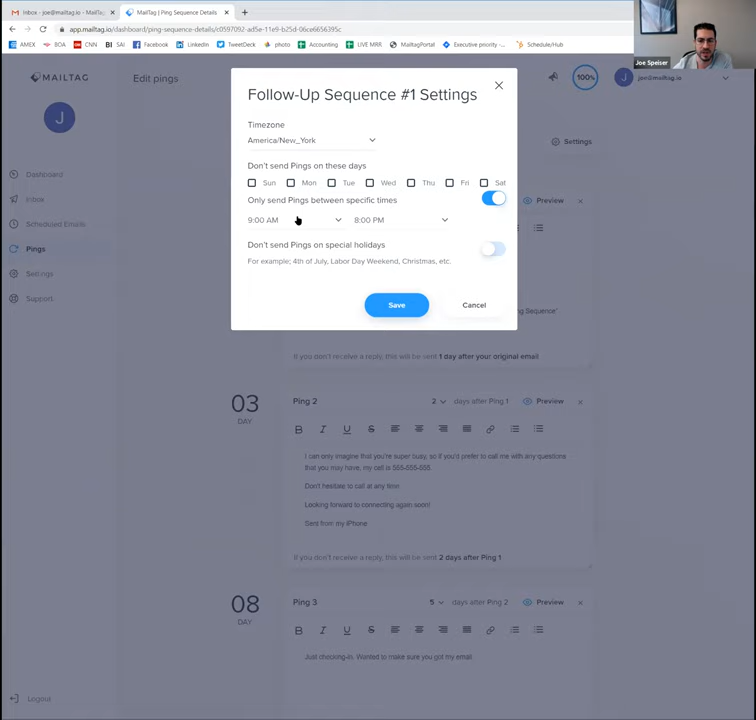 Inbox - joe@mailtag.io - MailTa
MailTag | Ping Sequence Details
app.mailtag.io/dashboard/ping-sequence-details/c0597092-ad5e-11e9-b25d-06ce6656395c
AMEX BOA CNN SAI Facebook LinkedIn TweetDeck photo Accounting LIVE MRR MailtagPortal Executive priority -... Schedule/Hub
Joe Speiser
MAILTAG
Edit pings
100%
J
joe@mailtag.io
J
Dashboard
Inbox
Scheduled Emails
Pings
Settings
Support
Logout
Settings
Follow-Up Sequence #1 Settings
Timezone
America/New_York
Don't send Pings on these days
Sun Mon Tue Wed Thu Fri Sat
Only send Pings between specific times
9:00 AM 8:00 PM
Don't send Pings on special holidays
For example; 4th of July, Labor Day Weekend, Christmas, etc.
Save Cancel
Preview
ng Sequence'
If you don't receive a reply, this will be sent 1 day after your original email
03
DAY
Ping 2 2 days after Ping 1 Preview
B I U S
I can only imagine that you're super busy, so if you'd prefer to call me with any questions
that you may have, my cell is 555-555-555.
Don't hesitate to call at any time.
Looking forward to connecting again soon!
Sent from my iPhone
If you don't receive a reply, this will be sent 2 days after Ping 1
08
DAY
Ping 3 5 days after Ping 2 Preview
B I U S
Just checking-in. Wanted to make sure you got my email.